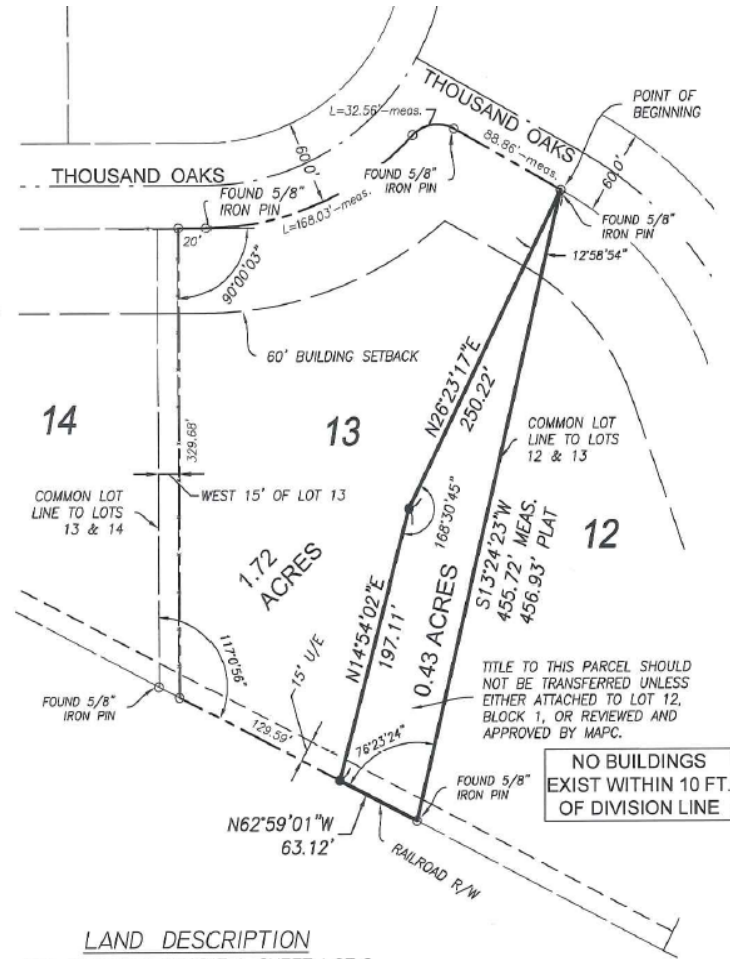 THOUSAND OAKS
L=32.56'-meas.
88.86'-meas.
POINT OF
BEGINNING
60.0'
60.0'
THOUSAND OAKS
FOUND 5/8"
IRON PIN
FOUND 5/8"
IRON PIN
L=168.03'-meas.
20'
90°00'03"
FOUND 5/8"
IRON PIN
12°58'54"
60' BUILDING SETBACK
14
13
12
N26°23'17"E
250.22'
COMMON LOT
LINE TO LOTS
12 & 13
329.68'
WEST 15' OF LOT 13
COMMON LOT
LINE TO LOTS
13 & 14
168°30'45"
S13°24'23"W
455.72' MEAS.
456.93' PLAT
1.72
ACRES
N14°54'02"E
197.11'
0.43 ACRES
117°0'56"
15' U/E
TITLE TO THIS PARCEL SHOULD
NOT BE TRANSFERRED UNLESS
EITHER ATTACHED TO LOT 12,
BLOCK 1, OR REVIEWED AND
APPROVED BY MAPC.
FOUND 5/8"
IRON PIN
129.59'
76°23'24"
NO BUILDINGS
EXIST WITHIN 10 FT.
OF DIVISION LINE
FOUND 5/8"
IRON PIN
N62°59'01"W
63.12'
RAILROAD R/W
LAND DESCRIPTION